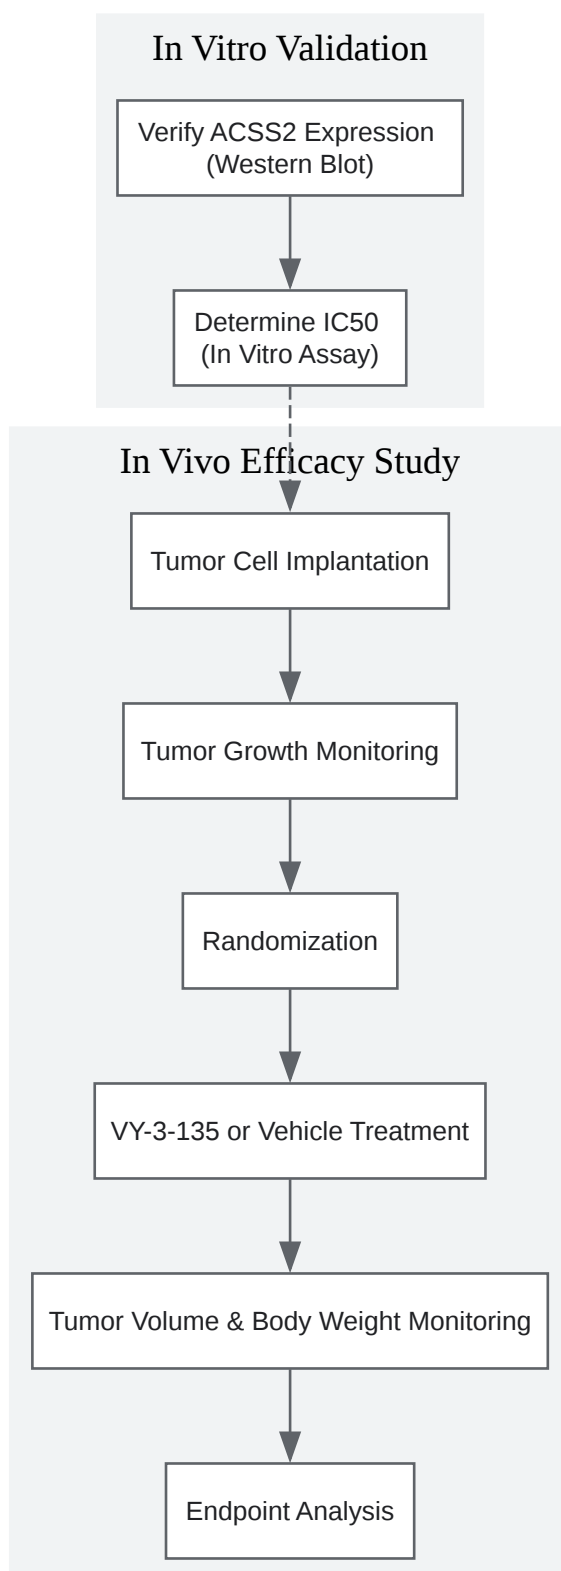 In Vitro Validation
Verify ACSS2 Expression
(Western Blot)
Determine IC50
(In Vitro Assay)
In Vivo Efficacy Study
Tumor Cell Implantation
Tumor Growth Monitoring
Randomization
VY-3-135 or Vehicle Treatment
Tumor Volume & Body Weight Monitoring
Endpoint Analysis